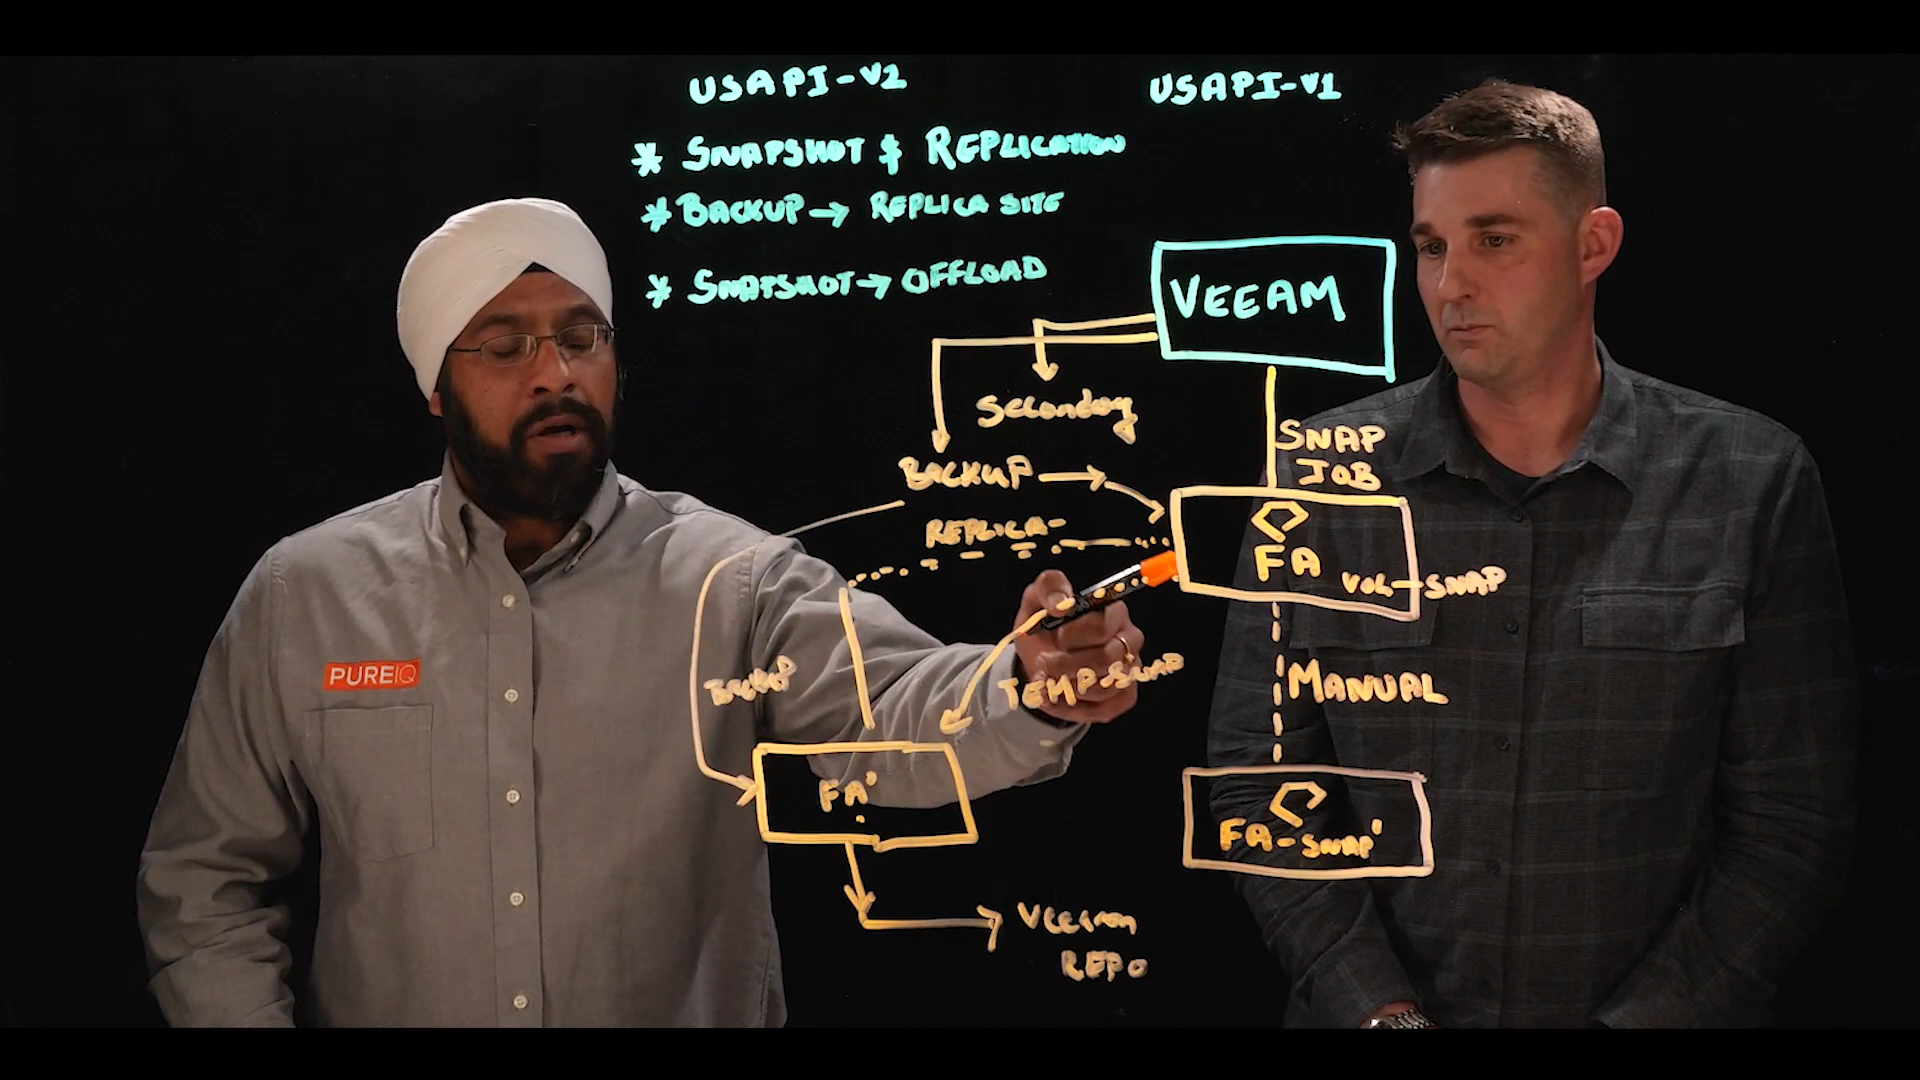 USAPI-V2
USAPI-V1
* SNAPSHOT & REPLICATION
* BACKUP → REPLICA SITE
* SNAPSHOT → OFFLOAD
VEEAM
Secondary
SNAP
JOB
BACKUP →
REPLICA-
FA VOL-SNAP
PUREIQ
BACKUP
TEMP-SNAP
MANUAL
FA'
FA-SNAP'
VEEAM
REPO